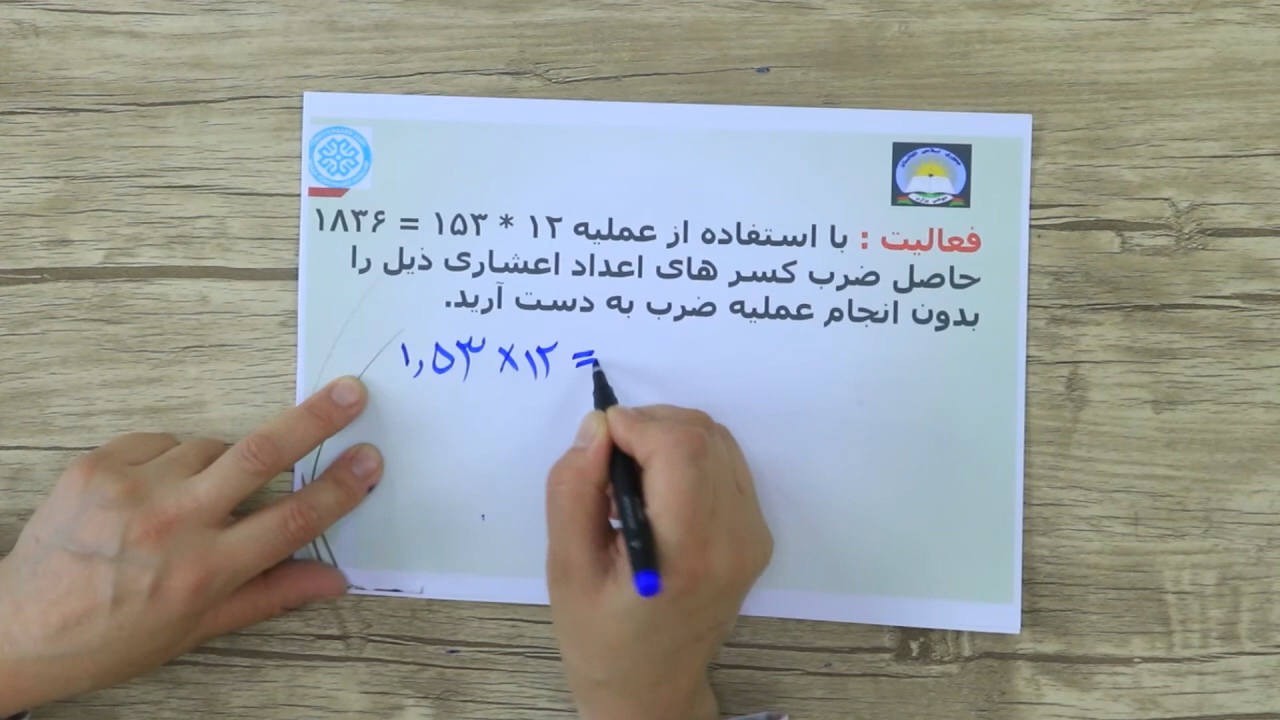 فعالیت : با استفاده از عملیه ۱۲ * ۱۵۳ = ۱۸۳۶
حاصل ضرب کسر های اعداد اعشاری ذیل را
بدون انجام عملیه ضرب به دست آرید.
۱,۵۳ × ۱۲ =